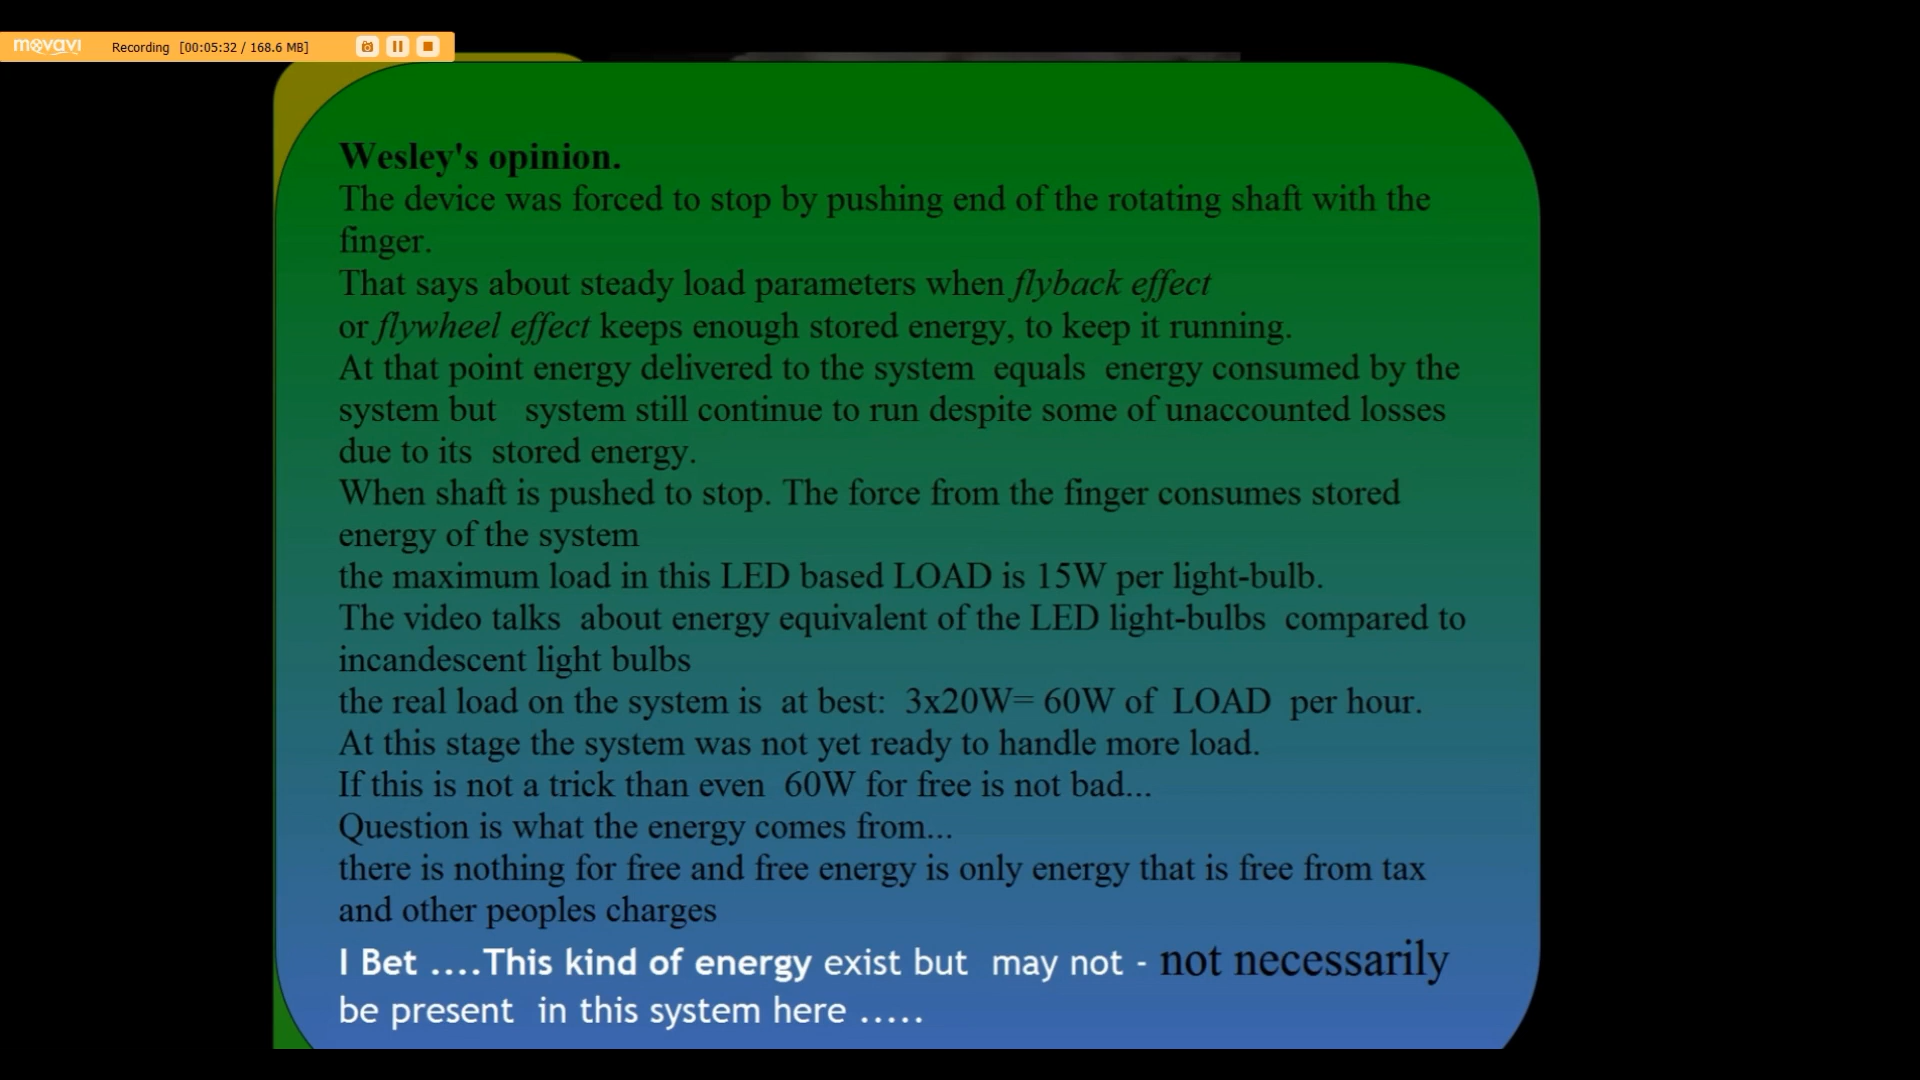 movavi Recording [00:05:32 / 168.6 MB]
Wesley's opinion.
The device was forced to stop by pushing end of the rotating shaft with the
finger.
That says about steady load parameters when flyback effect
or flywheel effect keeps enough stored energy, to keep it running.
At that point energy delivered to the system equals energy consumed by the
system but system still continue to run despite some of unaccounted losses
due to its stored energy.
When shaft is pushed to stop. The force from the finger consumes stored
energy of the system
the maximum load in this LED based LOAD is 15W per light-bulb.
The video talks about energy equivalent of the LED light-bulbs compared to
incandescent light bulbs
the real load on the system is at best: 3x20W= 60W of LOAD per hour.
At this stage the system was not yet ready to handle more load.
If this is not a trick than even 60W for free is not bad...
Question is what the energy comes from...
there is nothing for free and free energy is only energy that is free from tax
and other peoples charges
I Bet ....This kind of energy exist but may not - not necessarily
be present in this system here .....